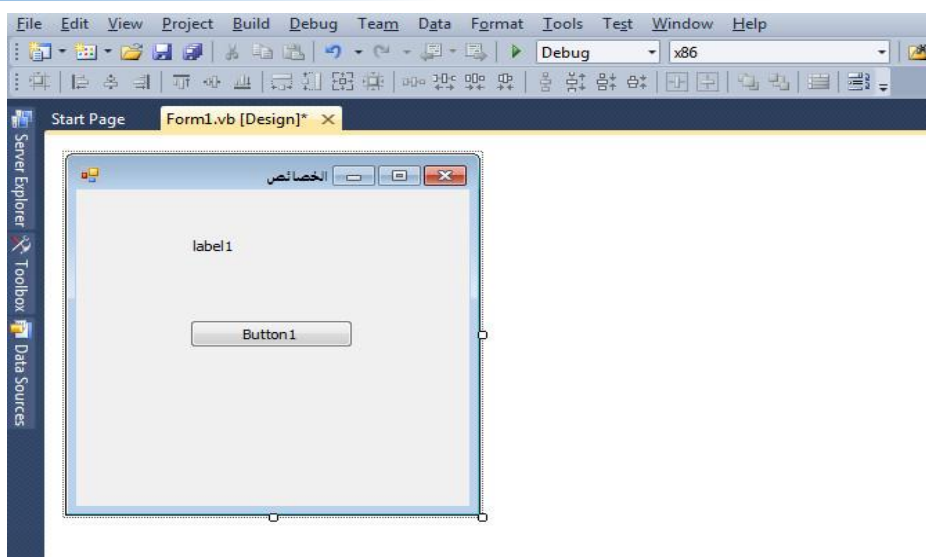 File Edit View Project Build Debug Team Data Format Tools Test Window Help
Debug x86
Start Page Form1.vb [Design]* ×
Server Explorer
Toolbox
Data Sources
الخصائص
label1
Button1